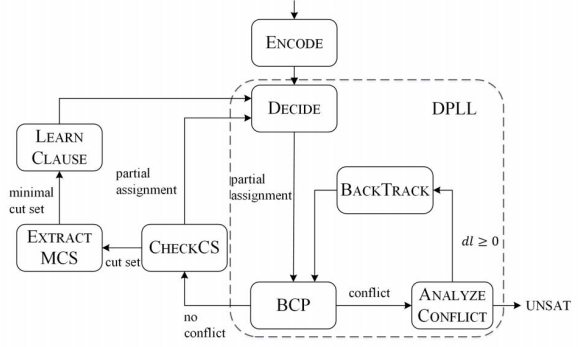 ENCODE
DECIDE
DPLL
LEARN
CLAUSE
partial
assignment
partial
assignment
BACKTRACK
minimal
cut set
EXTRACT
MCS
cut set
CHECKCS
dl ≥ 0
BCP
conflict
ANALYZE
CONFLICT
UNSAT
no
conflict